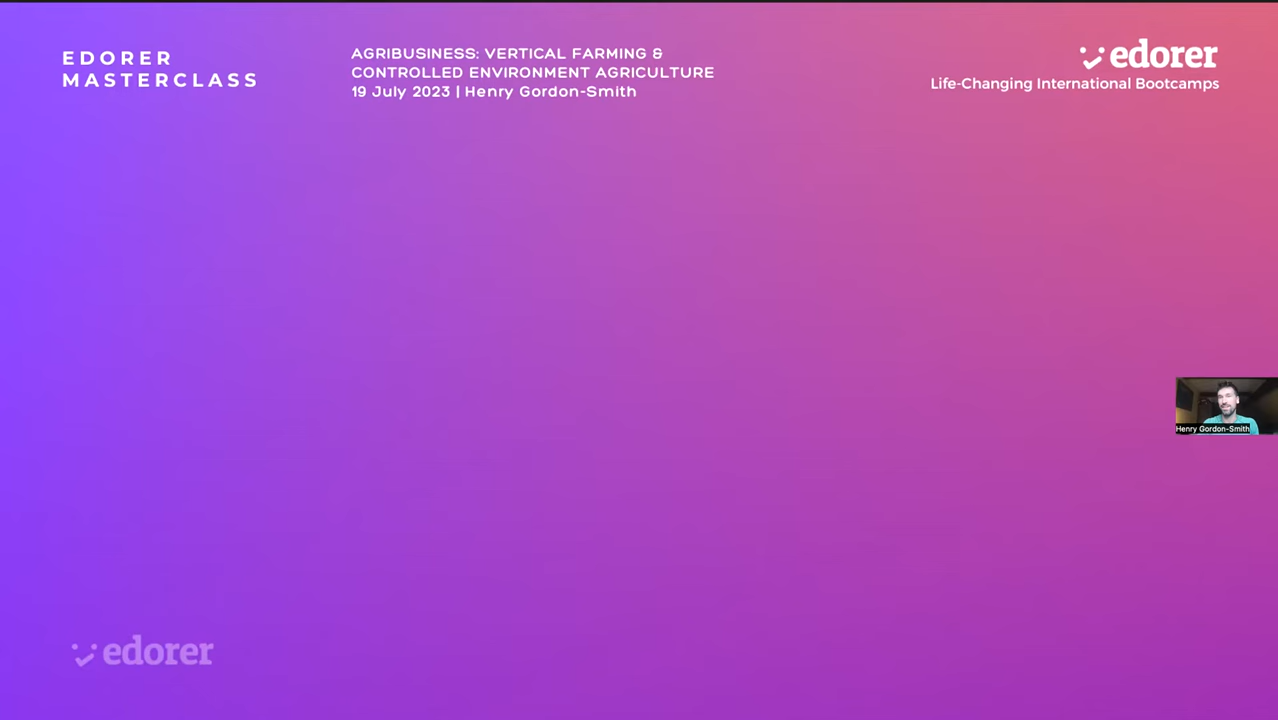 EDORER
MASTERCLASS
AGRIBUSINESS: VERTICAL FARMING &
CONTROLLED ENVIRONMENT AGRICULTURE
19 July 2023 | Henry Gordon-Smith
edorer
Life-Changing International Bootcamps
Henry Gordon-Smith
edorer